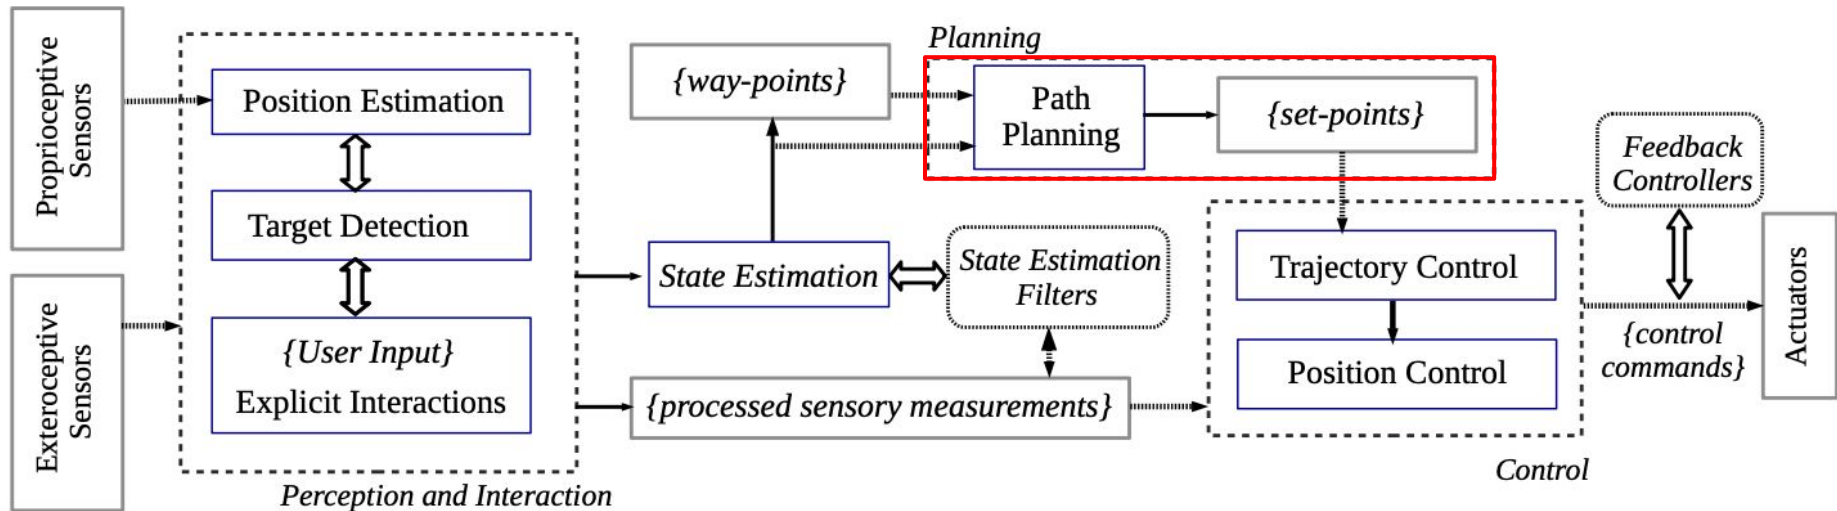 Proprioceptive
Sensors
Exteroceptive
Sensors
Position Estimation
Target Detection
{User Input}
Explicit Interactions
Perception and Interaction
{way-points}
State Estimation
State Estimation
Filters
{processed sensory measurements}
Planning
Path
Planning
{set-points}
Trajectory Control
Position Control
Control
Feedback
Controllers
{control
commands}
Actuators